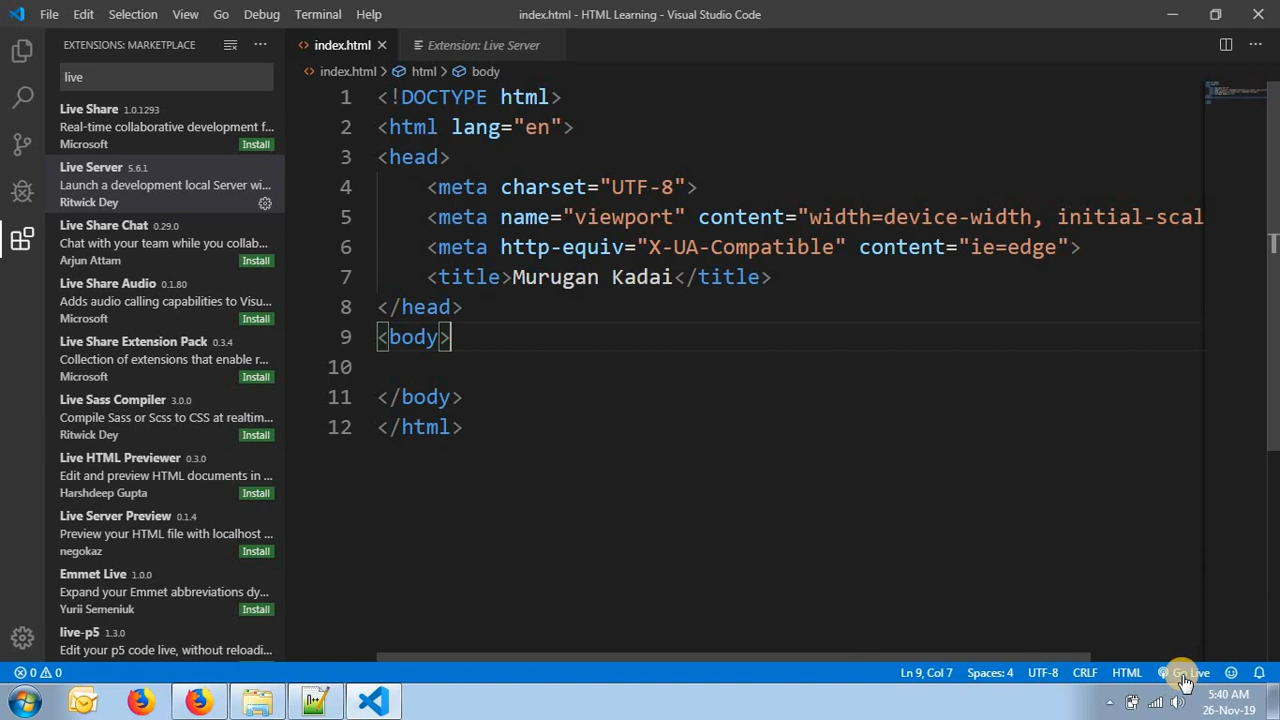 File Edit Selection View Go Debug Terminal Help
index.html - HTML Learning - Visual Studio Code
EXTENSIONS: MARKETPLACE
live
Live Share 1.0.1293
Real-time collaborative development f...
Microsoft Install
Live Server 5.6.1
Launch a development local Server wi...
Ritwick Dey
Live Share Chat 0.29.0
Chat with your team while you collab...
Arjun Attam Install
Live Share Audio 0.1.80
Adds audio calling capabilities to Visu...
Microsoft Install
Live Share Extension Pack 0.3.4
Collection of extensions that enable r...
Microsoft Install
Live Sass Compiler 3.0.0
Compile Sass or Scss to CSS at realtim...
Ritwick Dey Install
Live HTML Previewer 0.3.0
Edit and preview HTML documents in ...
Harshdeep Gupta Install
Live Server Preview 0.1.4
Preview your HTML file with localhost ...
negokaz Install
Emmet Live 1.0.0
Expand your Emmet abbreviations dy...
Yurii Semeniuk Install
live-p5 1.3.0
Edit your p5 code live, without reloadi...
index.html Extension: Live Server
index.html > html > body
1 <!DOCTYPE html>
2 <html lang="en">
3 <head>
4 <meta charset="UTF-8">
5 <meta name="viewport" content="width=device-width, initial-scal
6 <meta http-equiv="X-UA-Compatible" content="ie=edge">
7 <title>Murugan Kadai</title>
8 </head>
9 <body>
10
11 </body>
12 </html>
0 0 Ln 9, Col 7 Spaces: 4 UTF-8 CRLF HTML Go Live
5:40 AM
26-Nov-19